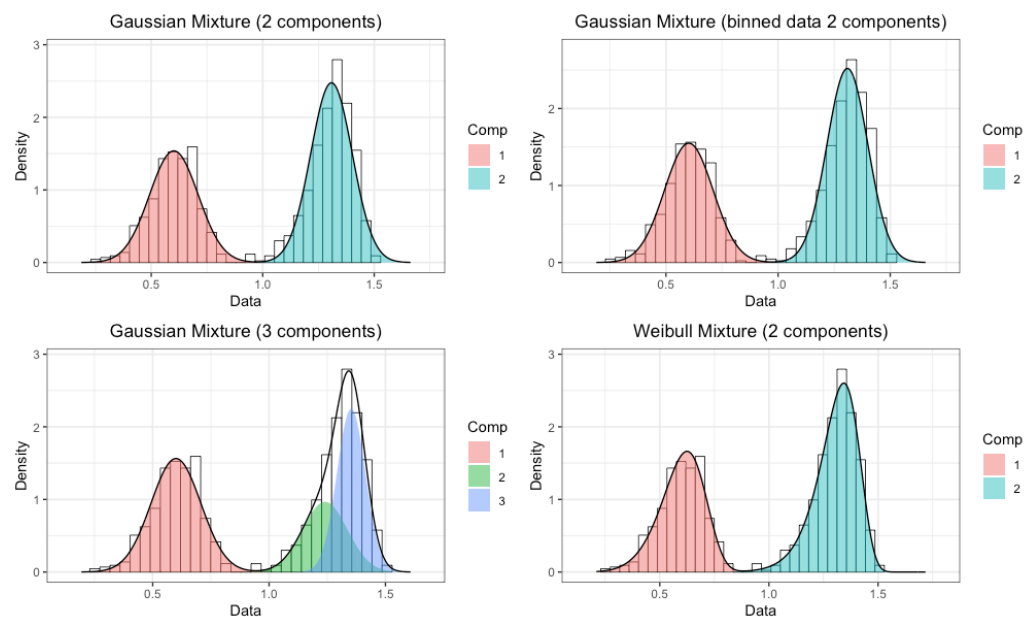 Gaussian Mixture (2 components)
3
2
1
0
Density
0.5
1.0
1.5
Data
Comp
1
2
Gaussian Mixture (binned data 2 components)
2
1
0
Density
0.5
1.0
1.5
Data
Comp
1
2
Gaussian Mixture (3 components)
3
2
1
0
Density
0.5
1.0
1.5
Data
Comp
1
2
3
Weibull Mixture (2 components)
3
2
1
0
Density
0.5
1.0
1.5
Data
Comp
1
2